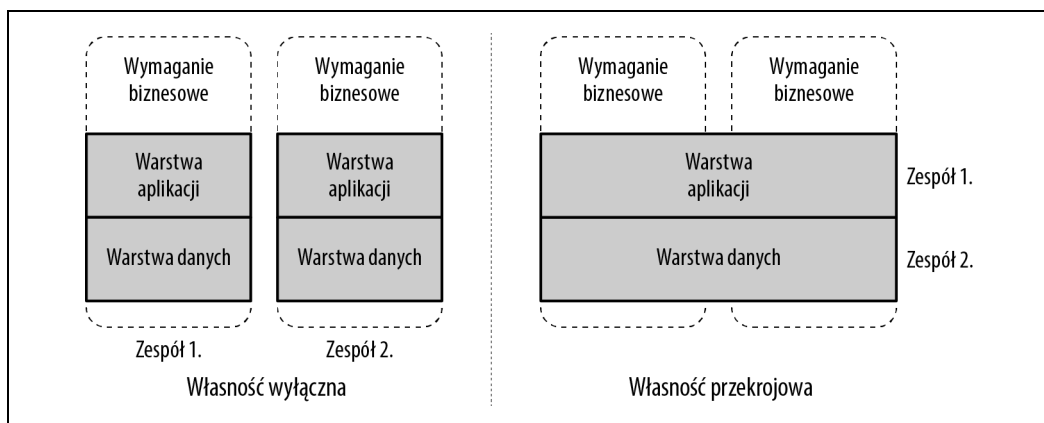 Wymaganie
biznesowe
Wymaganie
biznesowe
Warstwa
aplikacji
Warstwa
aplikacji
Warstwa danych
Warstwa danych
Zespół 1.
Zespół 2.
Własność wyłączna
Wymaganie
biznesowe
Wymaganie
biznesowe
Warstwa
aplikacji
Zespół 1.
Warstwa danych
Zespół 2.
Własność przekrojowa